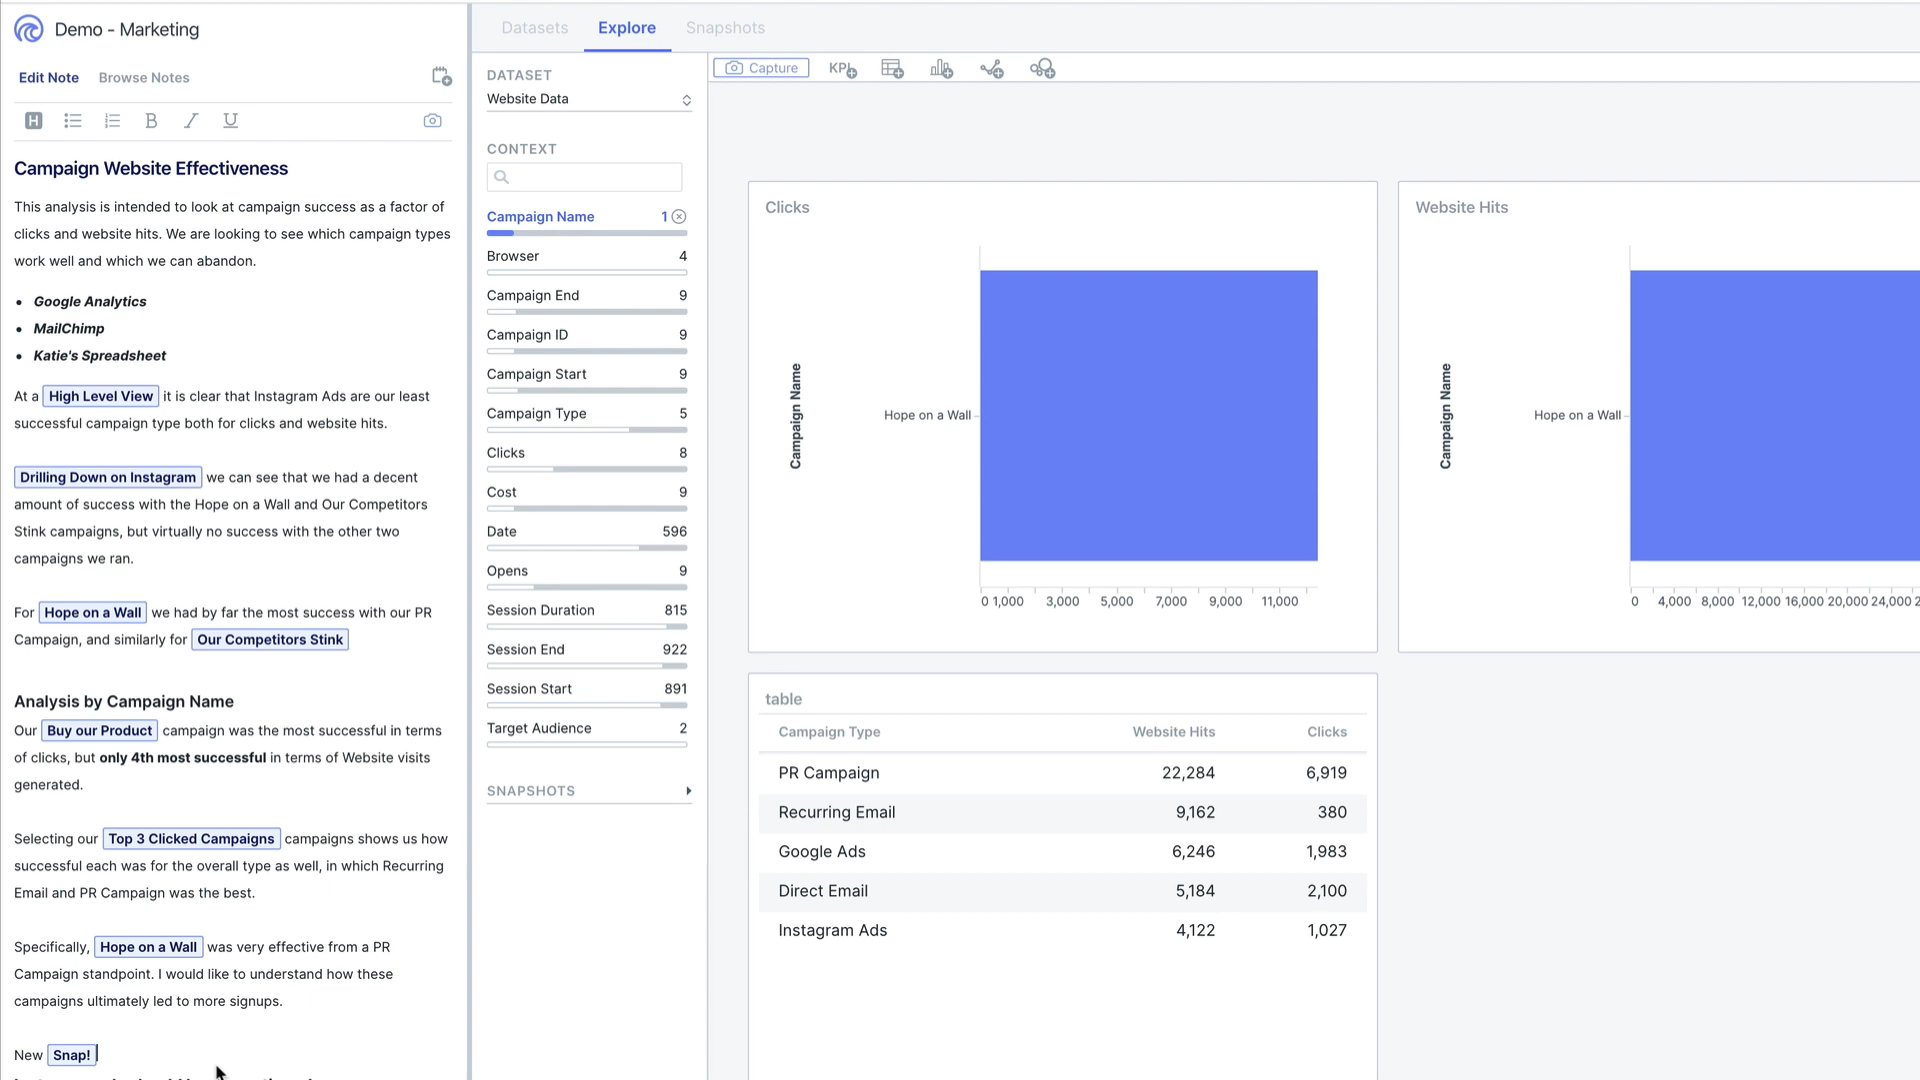 Demo - Marketing
Edit Note
Browse Notes
H
B
I
U
Campaign Website Effectiveness
This analysis is intended to look at campaign success as a factor of
clicks and website hits. We are looking to see which campaign types
work well and which we can abandon.
Google Analytics
MailChimp
Katie's Spreadsheet
At a High Level View it is clear that Instagram Ads are our least
successful campaign type both for clicks and website hits.
Drilling Down on Instagram we can see that we had a decent
amount of success with the Hope on a Wall and Our Competitors
Stink campaigns, but virtually no success with the other two
campaigns we ran.
For Hope on a Wall we had by far the most success with our PR
Campaign, and similarly for Our Competitors Stink
Analysis by Campaign Name
Our Buy our Product campaign was the most successful in terms
of clicks, but only 4th most successful in terms of Website visits
generated.
Selecting our Top 3 Clicked Campaigns campaigns shows us how
successful each was for the overall type as well, in which Recurring
Email and PR Campaign was the best.
Specifically, Hope on a Wall was very effective from a PR
Campaign standpoint. I would like to understand how these
campaigns ultimately led to more signups.
New Snap!
Datasets
Explore
Snapshots
DATASET
Website Data
CONTEXT
Campaign Name 1
Browser 4
Campaign End 9
Campaign ID 9
Campaign Start 9
Campaign Type 5
Clicks 8
Cost 9
Date 596
Opens 9
Session Duration 815
Session End 922
Session Start 891
Target Audience 2
SNAPSHOTS
Capture
KPI
Clicks
Campaign Name
Hope on a Wall
0 1,000 3,000 5,000 7,000 9,000 11,000
Website Hits
Campaign Name
Hope on a Wall
0 4,000 8,000 12,000 16,000 20,000 24,000 2
table
Campaign Type Website Hits Clicks
PR Campaign 22,284 6,919
Recurring Email 9,162 380
Google Ads 6,246 1,983
Direct Email 5,184 2,100
Instagram Ads 4,122 1,027